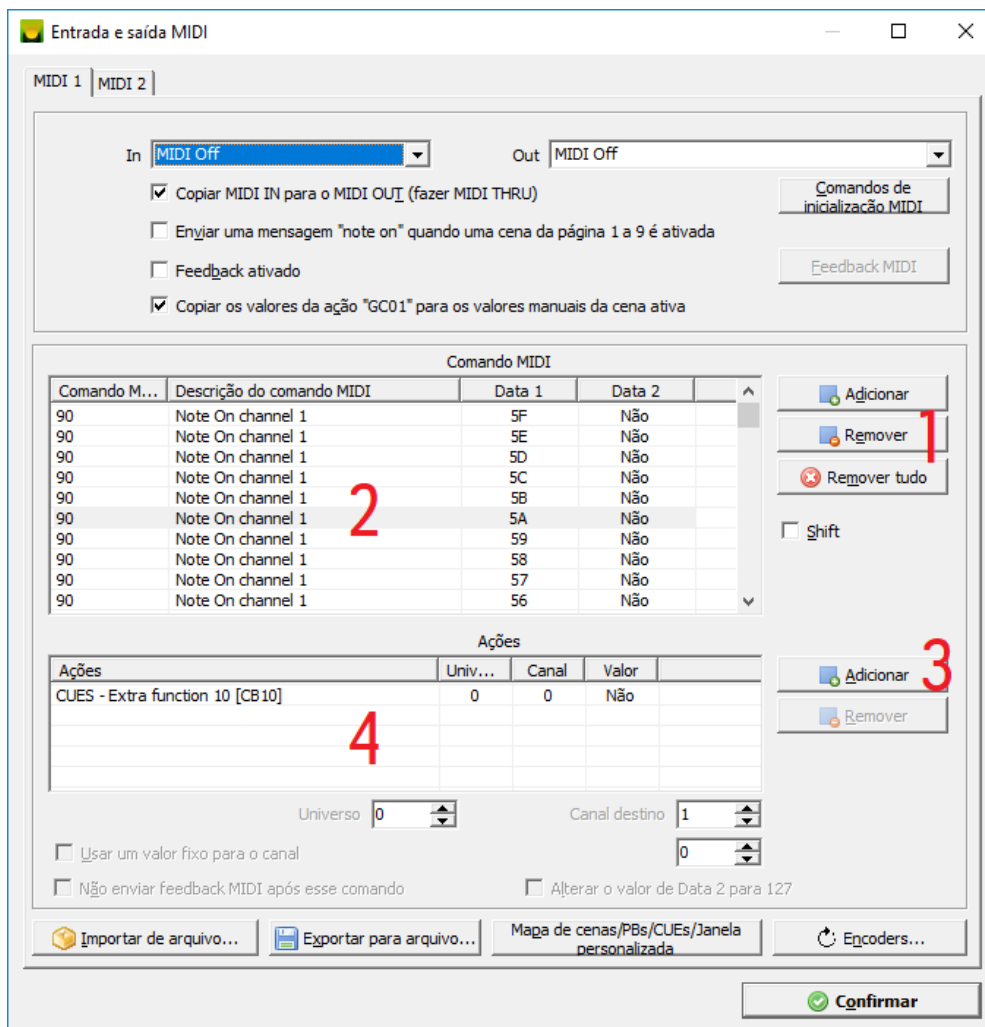 Entrada e saída MIDI
MIDI 1 MIDI 2
In MIDI Off Out MIDI Off
Copiar MIDI IN para o MIDI OUT (fazer MIDI THRU)
Comandos de
inicialização MIDI
Enviar uma mensagem "note on" quando uma cena da página 1 a 9 é ativada
Feedback ativado
Feedback MIDI
Copiar os valores da ação "GC01" para os valores manuais da cena ativa
Comando MIDI
Comando M... Descrição do comando MIDI Data 1 Data 2
90 Note On channel 1 5F Não
90 Note On channel 1 5E Não
90 Note On channel 1 5D Não
90 Note On channel 1 5C Não
90 Note On channel 1 5B Não
90 Note On channel 1 5A Não
90 Note On channel 1 59 Não
90 Note On channel 1 58 Não
90 Note On channel 1 57 Não
90 Note On channel 1 56 Não
2
Adicionar
Remover
1
Remover tudo
Shift
Ações
Ações Univ... Canal Valor
CUES - Extra function 10 [CB10] 0 0 Não
4
Adicionar
3
Remover
Universo 0 Canal destino 1
Usar um valor fixo para o canal 0
Não enviar feedback MIDI após esse comando Alterar o valor de Data 2 para 127
Importar de arquivo... Exportar para arquivo...
Mapa de cenas/PBs/CUEs/Janela
personalizada
Encoders...
Confirmar